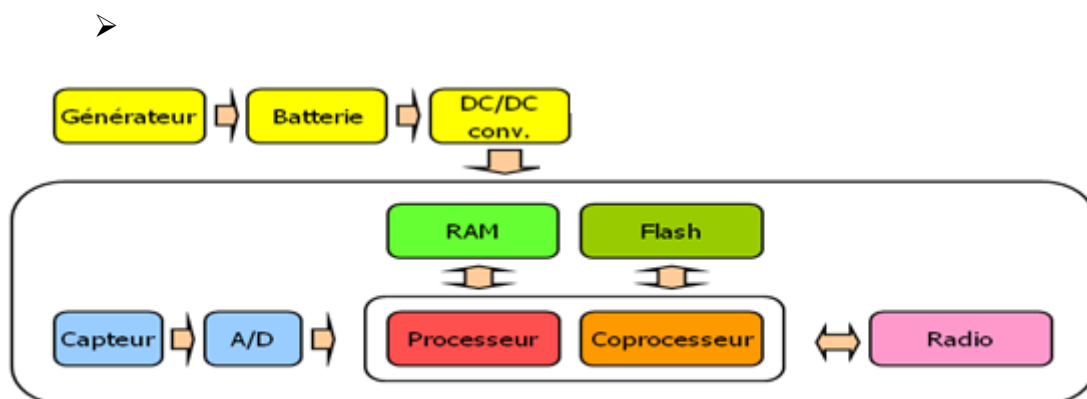 Générateur
Batterie
DC/DC
conv.
RAM
Flash
Capteur
A/D
Processeur
Coprocesseur
Radio